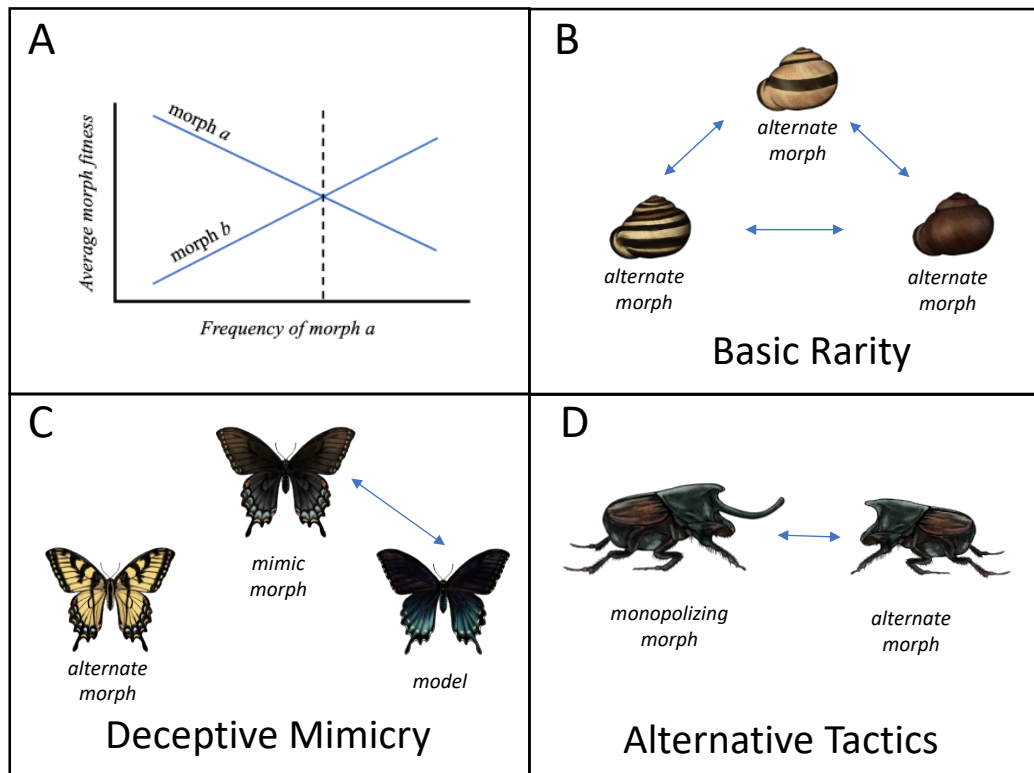 A
morph a
morph b
Average morph fitness
Frequency of morph a
B
alternate
morph
alternate
morph
alternate
morph
Basic Rarity
C
mimic
morph
alternate
morph
model
Deceptive Mimicry
D
monopolizing
morph
alternate
morph
Alternative Tactics